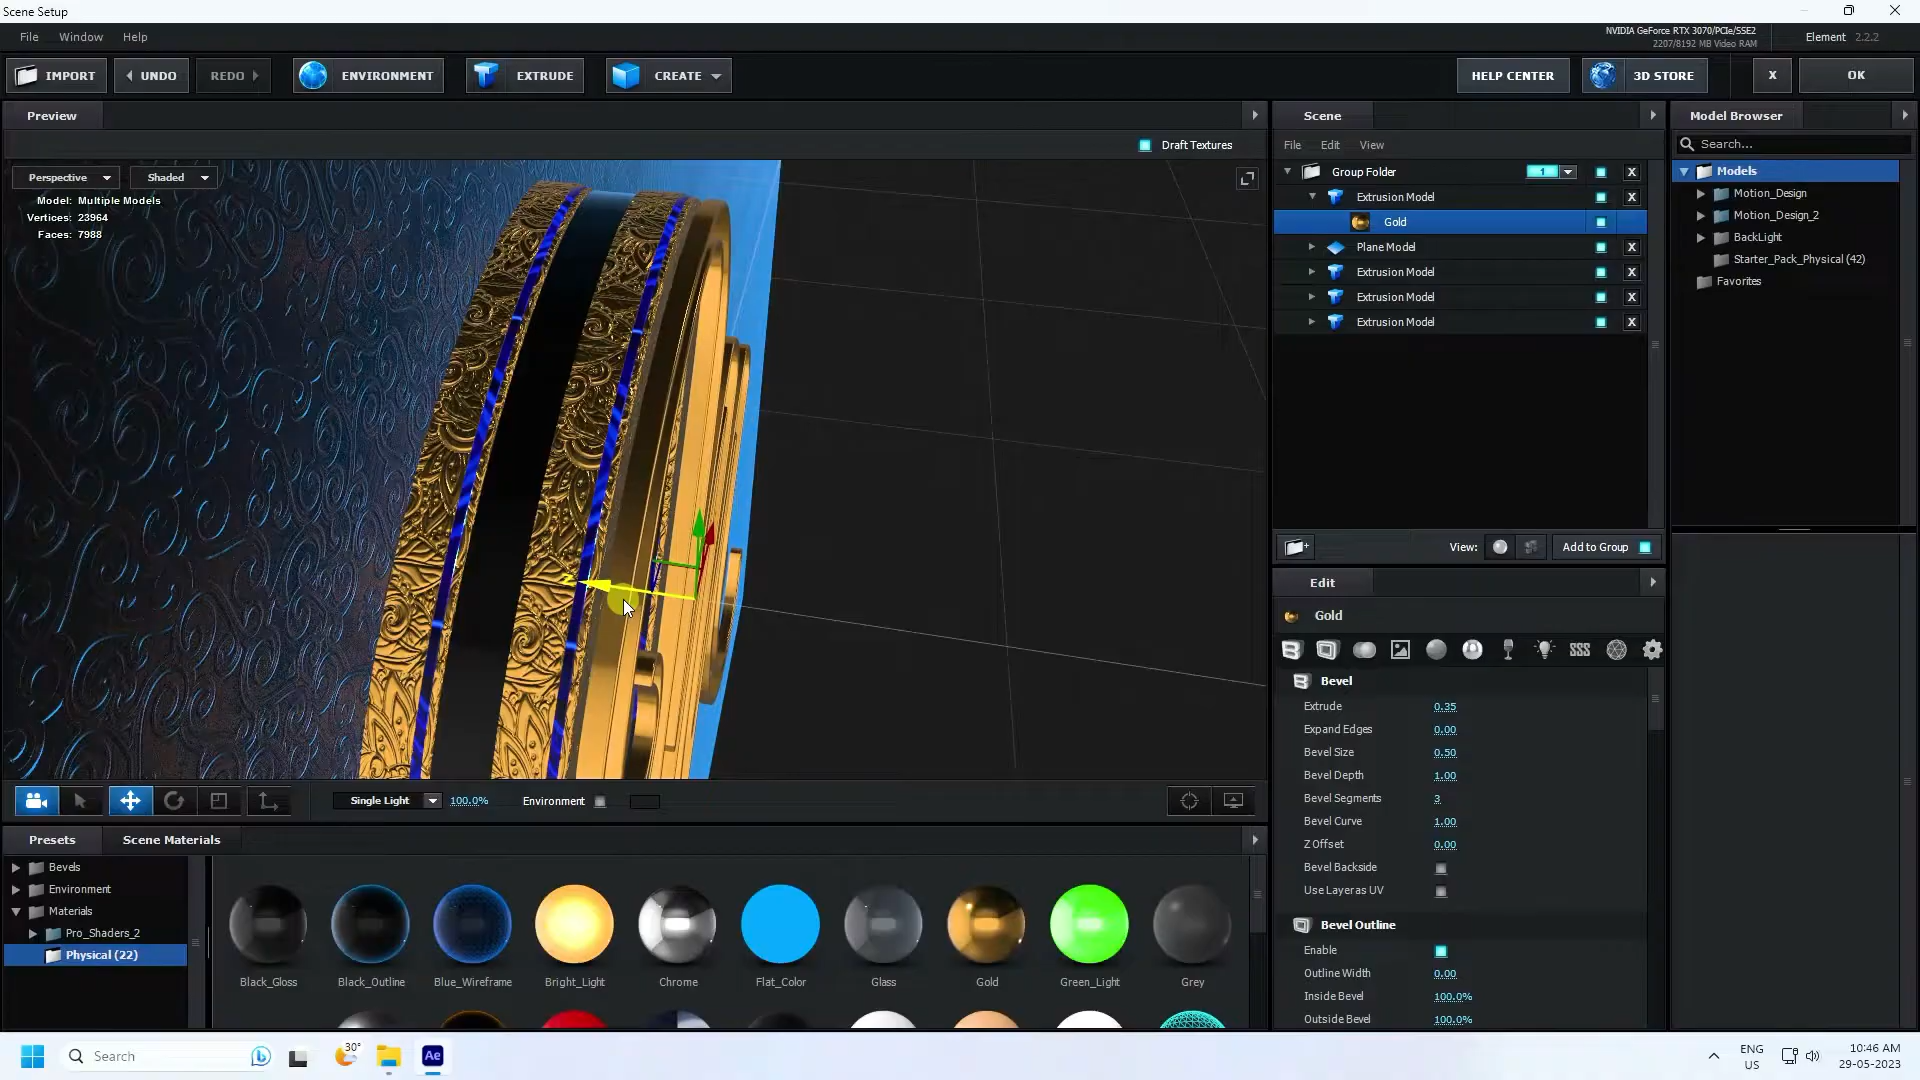 Scene Setup
File Window Help
NVIDIA GeForce RTX 3070/PCIe/SSE2
2207/8192 MB Video RAM
Element 2.2.2
IMPORT UNDO REDO ENVIRONMENT EXTRUDE CREATE HELP CENTER 3D STORE X OK
Preview
Draft Textures
Perspective Shaded
Model: Multiple Models
Vertices: 23964
Faces: 7988
Z
Single Light 100.0% Environment
Scene
File Edit View
Group Folder 1 X
Extrusion Model X
Gold
Plane Model X
Extrusion Model X
Extrusion Model X
Extrusion Model X
View: Add to Group
Model Browser
Search...
Models
Motion_Design
Motion_Design_2
BackLight
Starter_Pack_Physical (42)
Favorites
Edit
Gold
Bevel
Extrude 0.35
Expand Edges 0.00
Bevel Size 0.50
Bevel Depth 1.00
Bevel Segments 3
Bevel Curve 1.00
Z Offset 0.00
Bevel Backside
Use Layer as UV
Bevel Outline
Enable
Outline Width 0.00
Inside Bevel 100.0%
Outside Bevel 100.0%
Presets Scene Materials
Bevels
Environment
Materials
Pro_Shaders_2
Physical (22)
Black_Gloss Black_Outline Blue_Wireframe Bright_Light Chrome Flat_Color Glass Gold Green_Light Grey
Search
30°
Ae
ENG
US
10:46 AM
29-05-2023